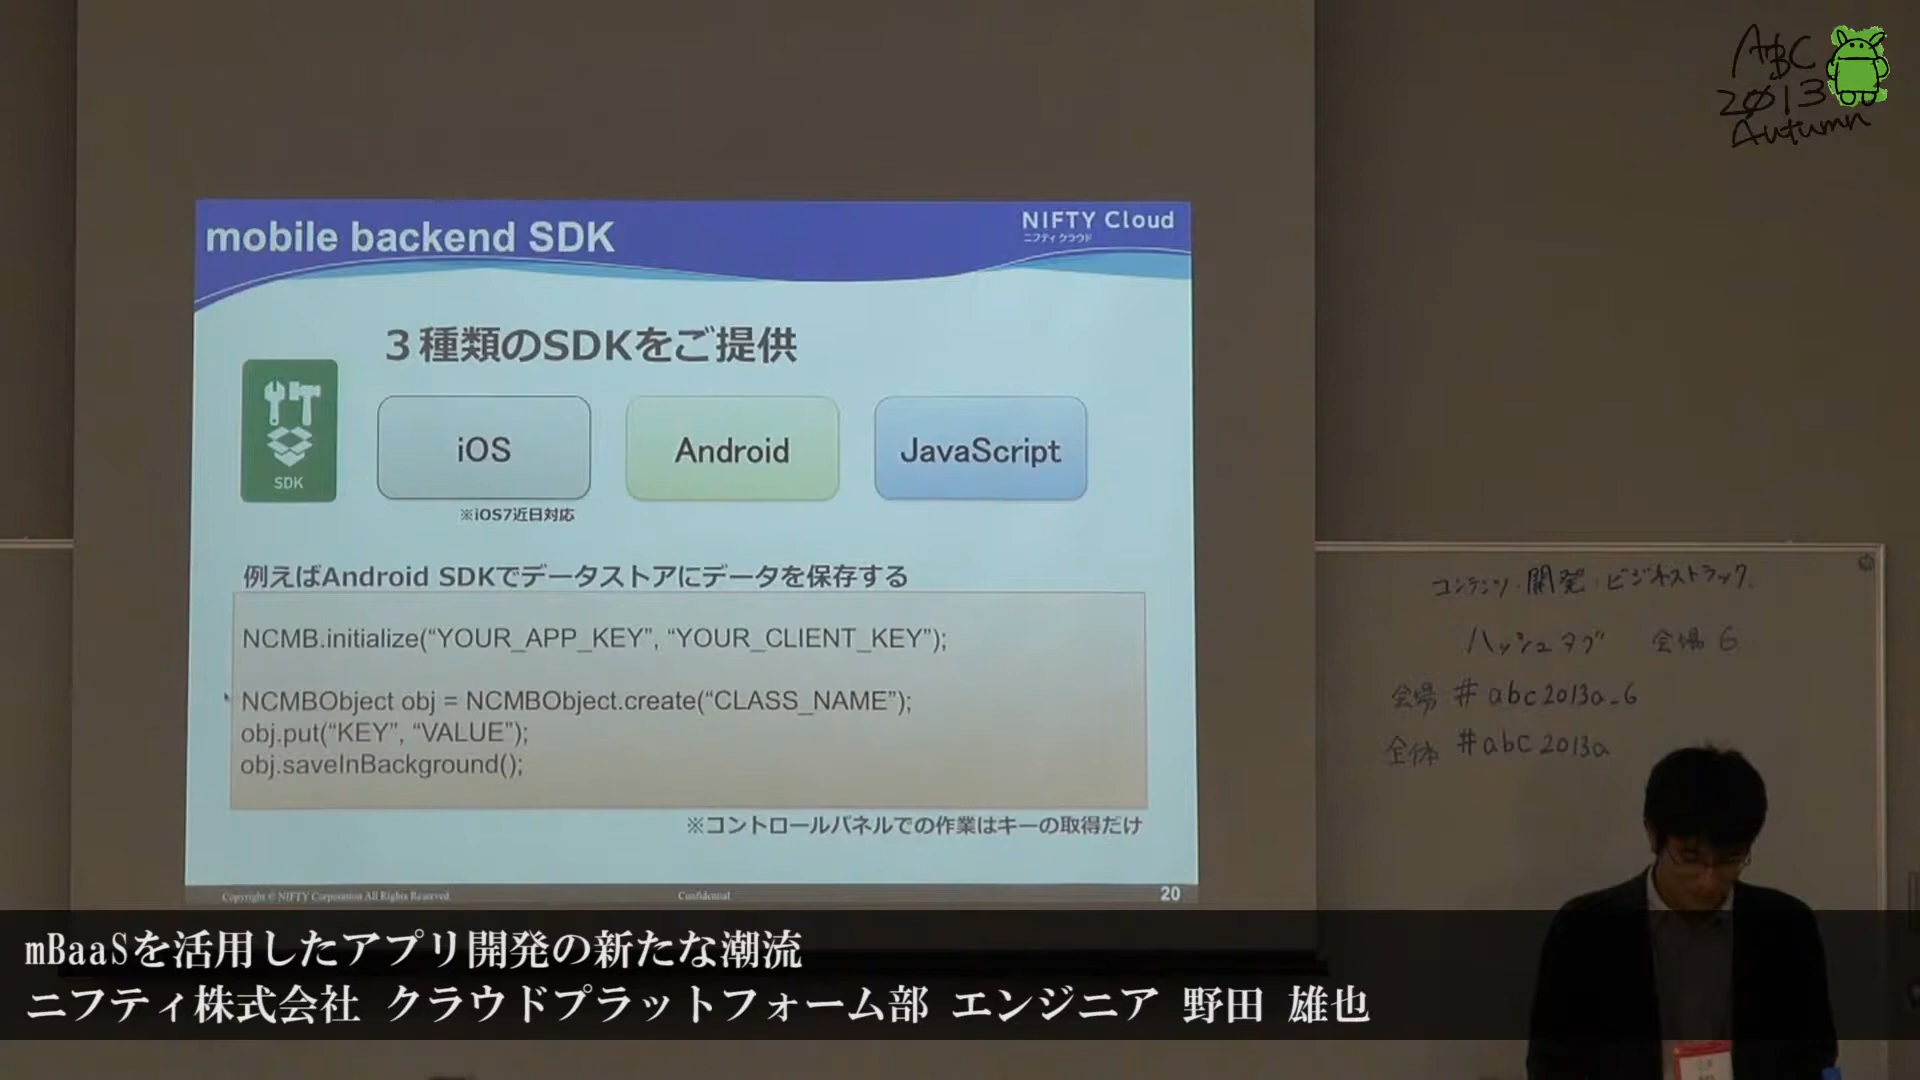 ABC
2013
Autumn
mobile backend SDK
NIFTY Cloud
ニフティクラウド
3種類のSDKをご提供
SDK
iOS
Android
JavaScript
※iOS7近日対応
例えばAndroid SDKでデータストアにデータを保存する
NCMB.initialize(“YOUR_APP_KEY”, “YOUR_CLIENT_KEY”);
NCMBObject obj = NCMBObject.create(“CLASS_NAME”);
obj.put(“KEY”, “VALUE”);
obj.saveInBackground();
※コントロールパネルでの作業はキーの取得だけ
Copyright © NIFTY Corporation All Rights Reserved
Confidential
20
コンテンツ・開発・ビジネストラック
ハッシュタグ 会場6
会場 #abc2013a_6
全体 #abc2013a
mBaaSを活用したアプリ開発の新たな潮流
ニフティ株式会社 クラウドプラットフォーム部 エンジニア 野田 雄也